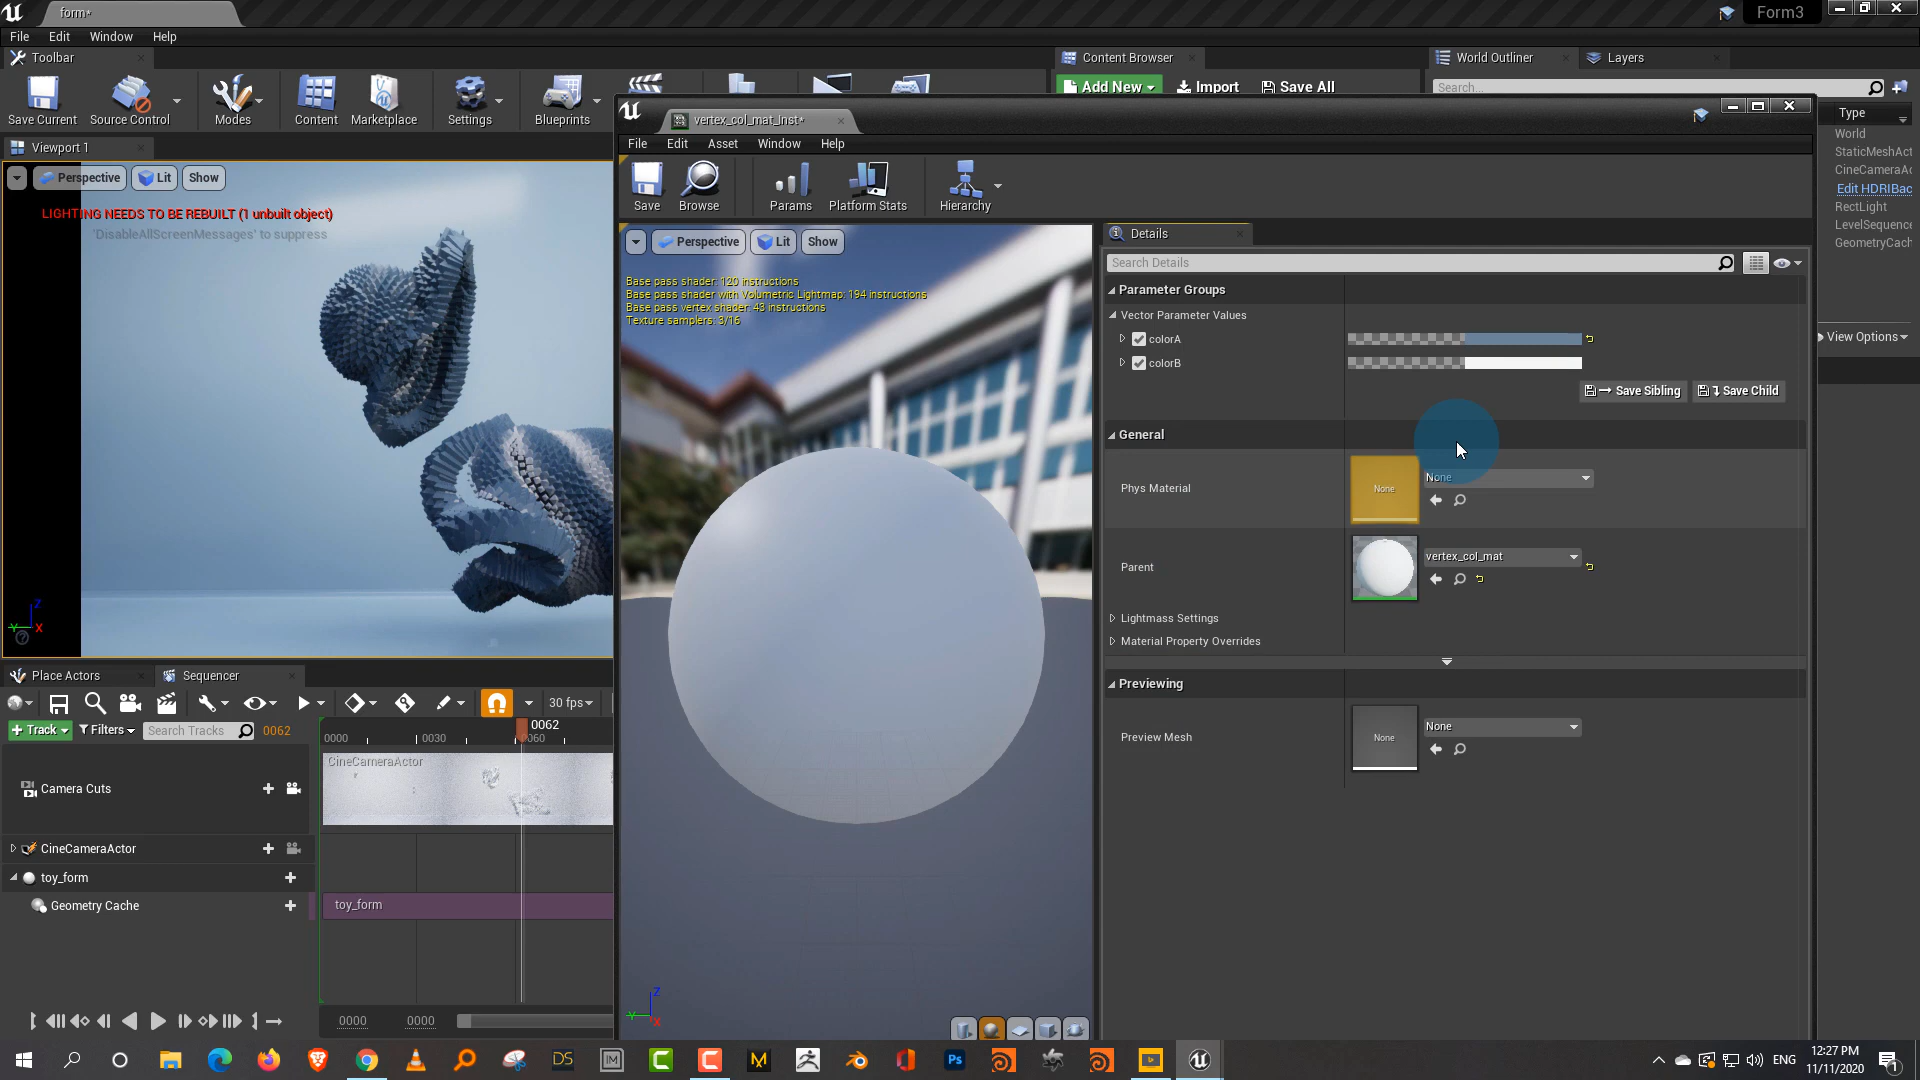 form*
Form3
File Edit Window Help
Toolbar
Content Browser
World Outliner
Layers
Save Current
Source Control
Modes
Content
Marketplace
Settings
Blueprints
Add New
Import
Save All
Search...
Type
World
StaticMeshAct
CineCameraAc
Edit HDRIBac
RectLight
LevelSequence
GeometryCach
View Options
Viewport 1
Perspective
Lit
Show
LIGHTING NEEDS TO BE REBUILT (1 unbuilt object)
'DisableAllScreenMessages' to suppress
Z
Y
X
vertex_col_mat_Inst*
File Edit Asset Window Help
Save
Browse
Params
Platform Stats
Hierarchy
Perspective
Lit
Show
Base pass shader: 120 instructions
Base pass shader with Volumetric Lightmap: 194 instructions
Base pass vertex shader: 43 instructions
Texture samplers: 3/16
Z
Y
X
Details
Search Details
Parameter Groups
Vector Parameter Values
colorA
colorB
Save Sibling
Save Child
General
Phys Material
None
None
Parent
vertex_col_mat
Lightmass Settings
Material Property Overrides
Previewing
Preview Mesh
None
None
Place Actors
Sequencer
30 fps
Track
Filters
Search Tracks
0062
0062
0000
0030
0060
Camera Cuts
CineCameraActor
CineCameraActor
toy_form
Geometry Cache
toy_form
0000
0000
DS
Ps
ENG
12:27 PM
11/11/2020
1